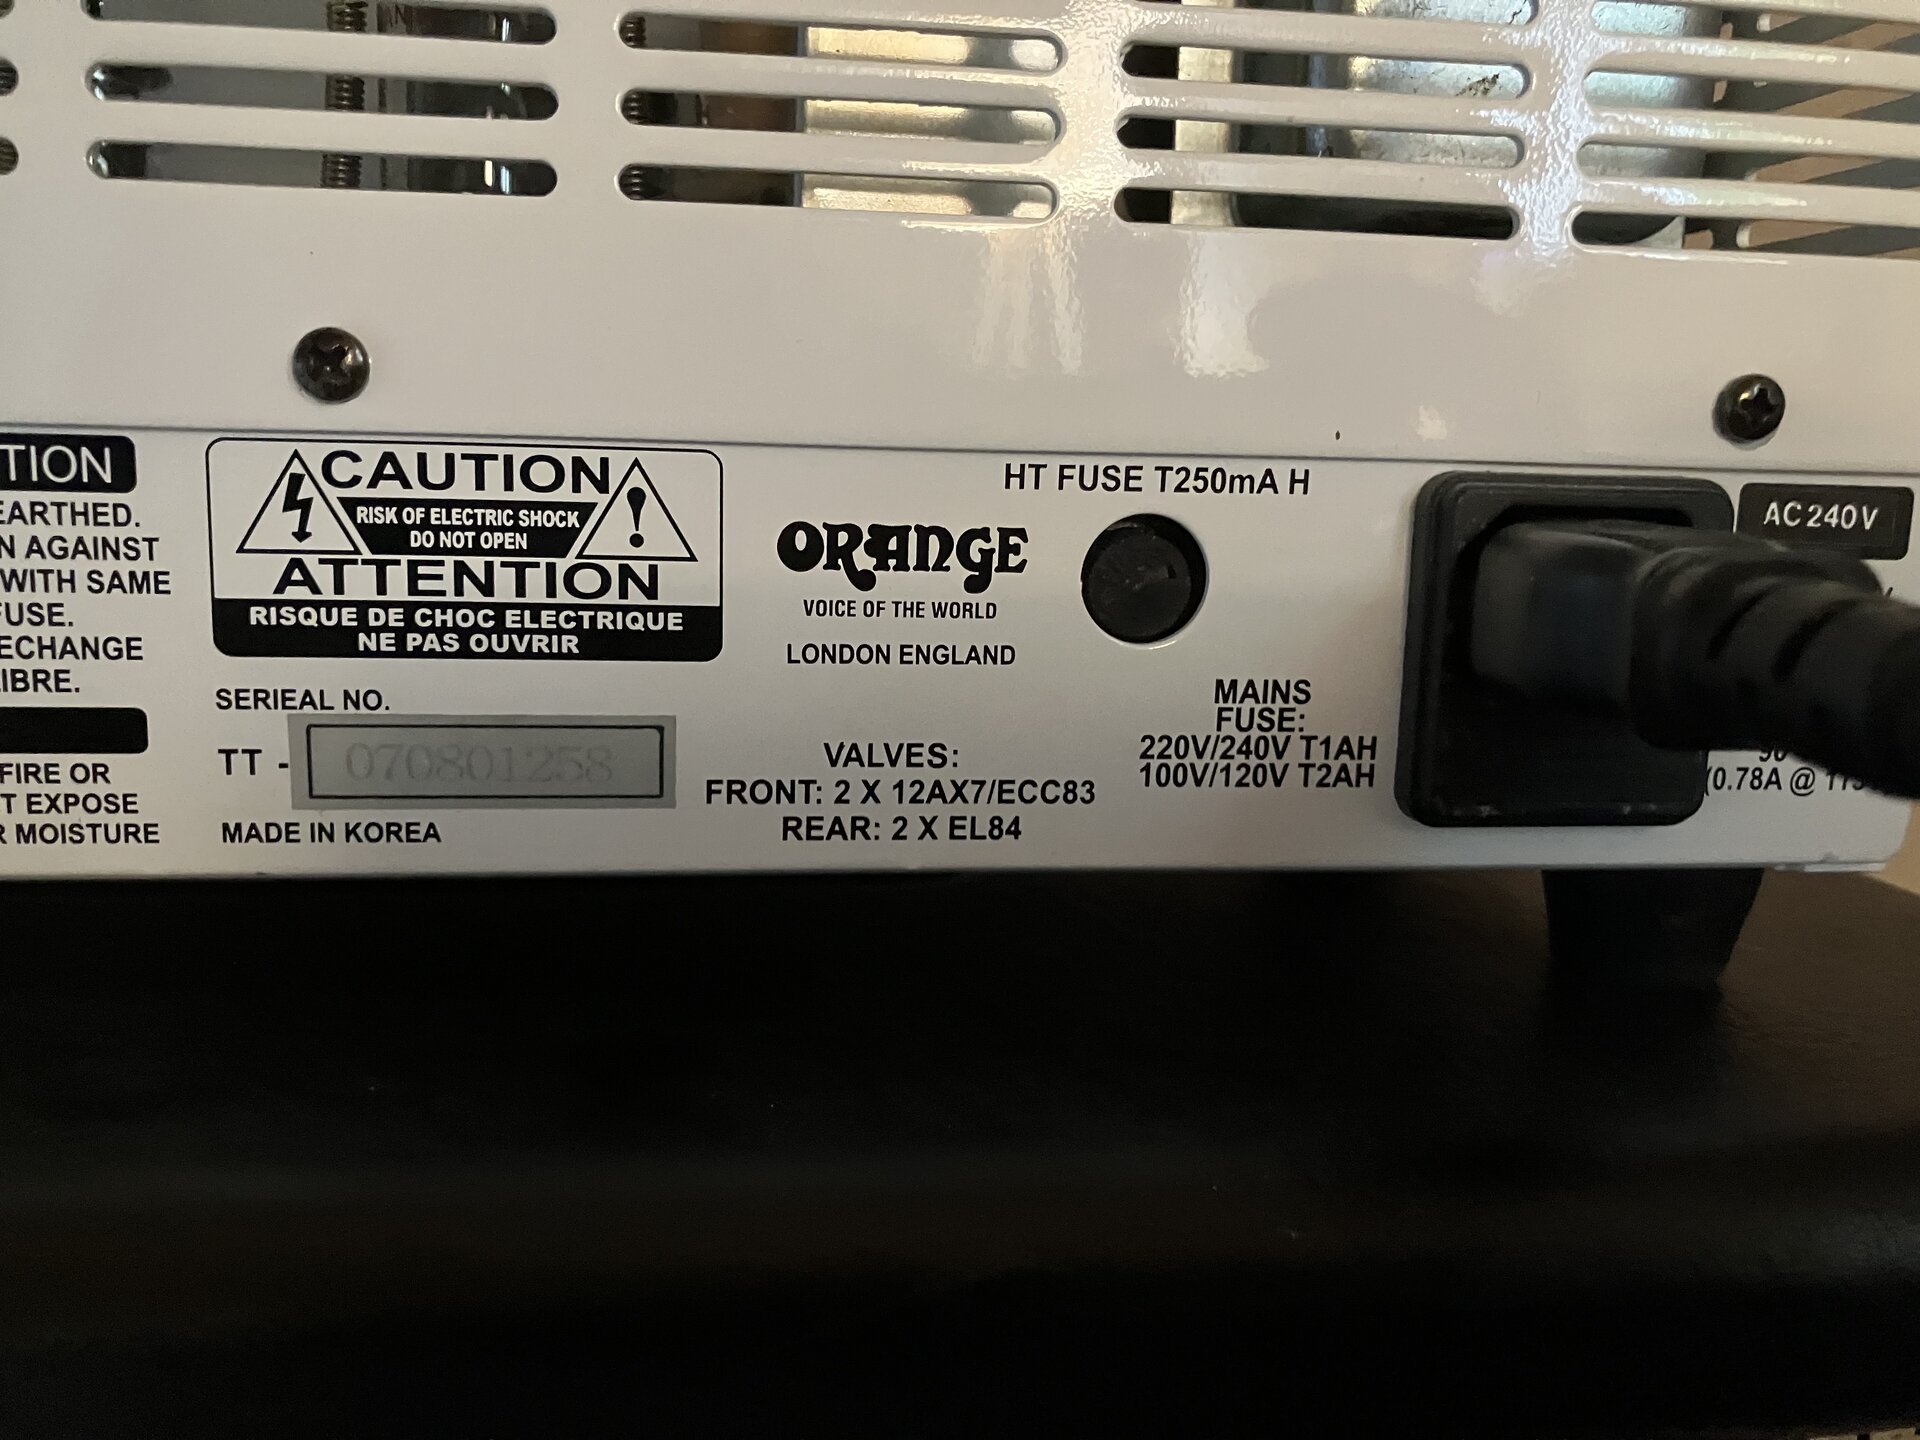 TION
EARTHED.
N AGAINST
WITH SAME
FUSE.
ECHANGE
IBRE.
FIRE OR
T EXPOSE
R MOISTURE
CAUTION
RISK OF ELECTRIC SHOCK
DO NOT OPEN
ATTENTION
RISQUE DE CHOC ELECTRIQUE
NE PAS OUVRIR
SERIEAL NO.
TT - 070801258
MADE IN KOREA
ORANGE
VOICE OF THE WORLD
LONDON ENGLAND
VALVES:
FRONT: 2 X 12AX7/ECC83
REAR: 2 X EL84
HT FUSE T250mA H
MAINS
FUSE:
220V/240V T1AH
100V/120V T2AH
AC 240V
(0.78A @